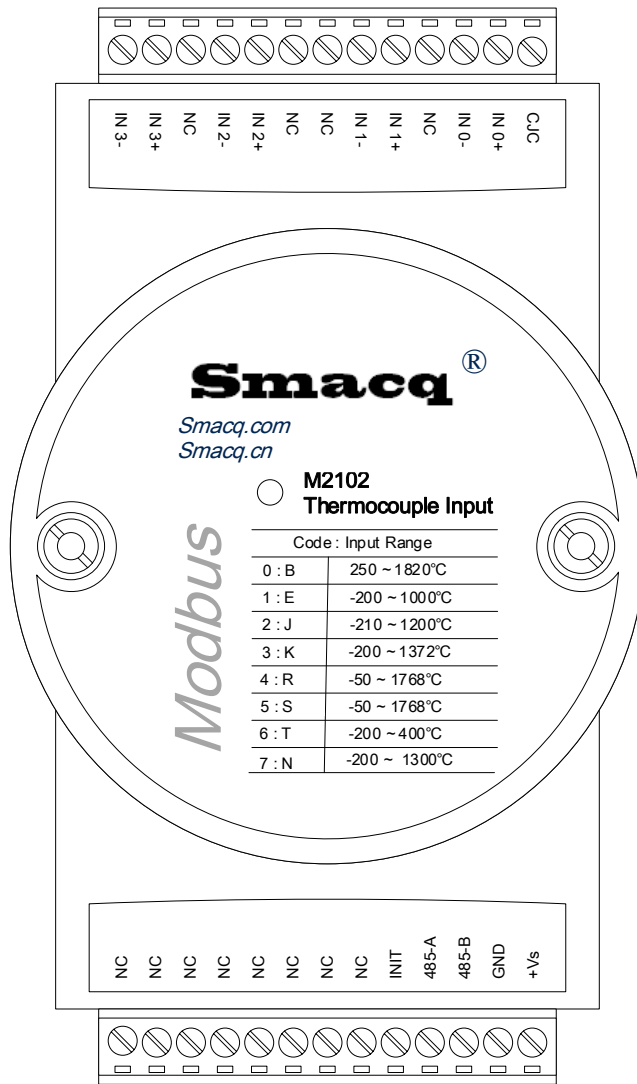 IN 3-
IN 3+
NC
IN 2-
IN 2+
NC
NC
IN 1-
IN 1+
NC
IN 0-
IN 0+
CJC
Smacq ®
Smacq.com
Smacq.cn
M2102
Thermocouple Input
Modbus
Code : Input Range
0 : B 250 ~ 1820°C
1 : E -200 ~ 1000°C
2 : J -210 ~ 1200°C
3 : K -200 ~ 1372°C
4 : R -50 ~ 1768°C
5 : S -50 ~ 1768°C
6 : T -200 ~ 400°C
7 : N -200 ~ 1300°C
NC
NC
NC
NC
NC
NC
NC
NC
INIT
485-A
485-B
GND
+Vs